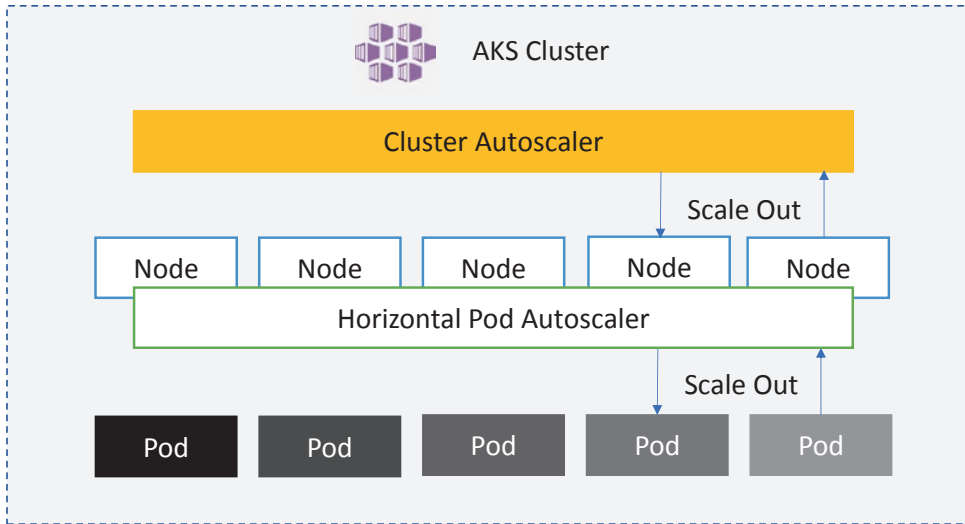 AKS Cluster
Cluster Autoscaler
Scale Out
Node Node Node Node Node
Horizontal Pod Autoscaler
Scale Out
Pod Pod Pod Pod Pod